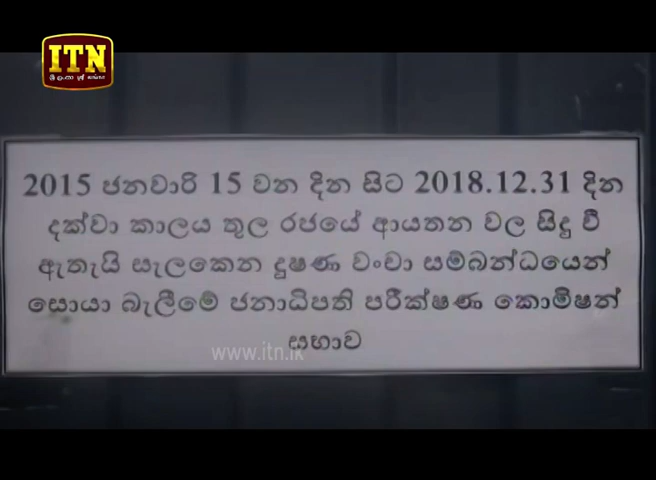 ITN
2015 ජනවාරි 15 වන දින සිට 2018.12.31 දින
දක්වා කාලය තුල රජයේ ආයතන වල සිදු වී
ඇතැයි සැලකෙන දූෂණ වංචා සම්බන්ධයෙන්
සොයා බැලීමේ ජනාධිපති පරීක්ෂණ කොමිෂන්
සභාව
www.itn.lk